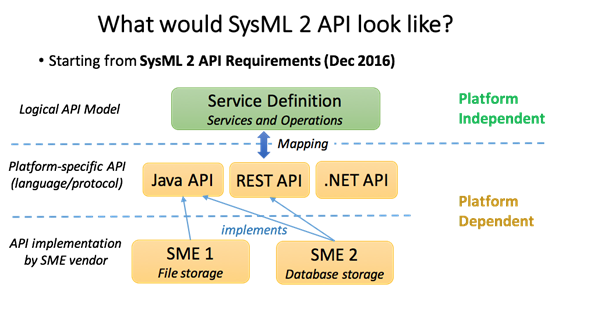 What would SysML 2 API look like?
• Starting from SysML 2 API Requirements (Dec 2016)
Logical API Model
Service Definition
Services and Operations
Platform
Independent
Mapping
Platform-specific API
(language/protocol)
Java API
REST API
.NET API
Platform
Dependent
implements
API implementation
by SME vendor
SME 1
File storage
SME 2
Database storage